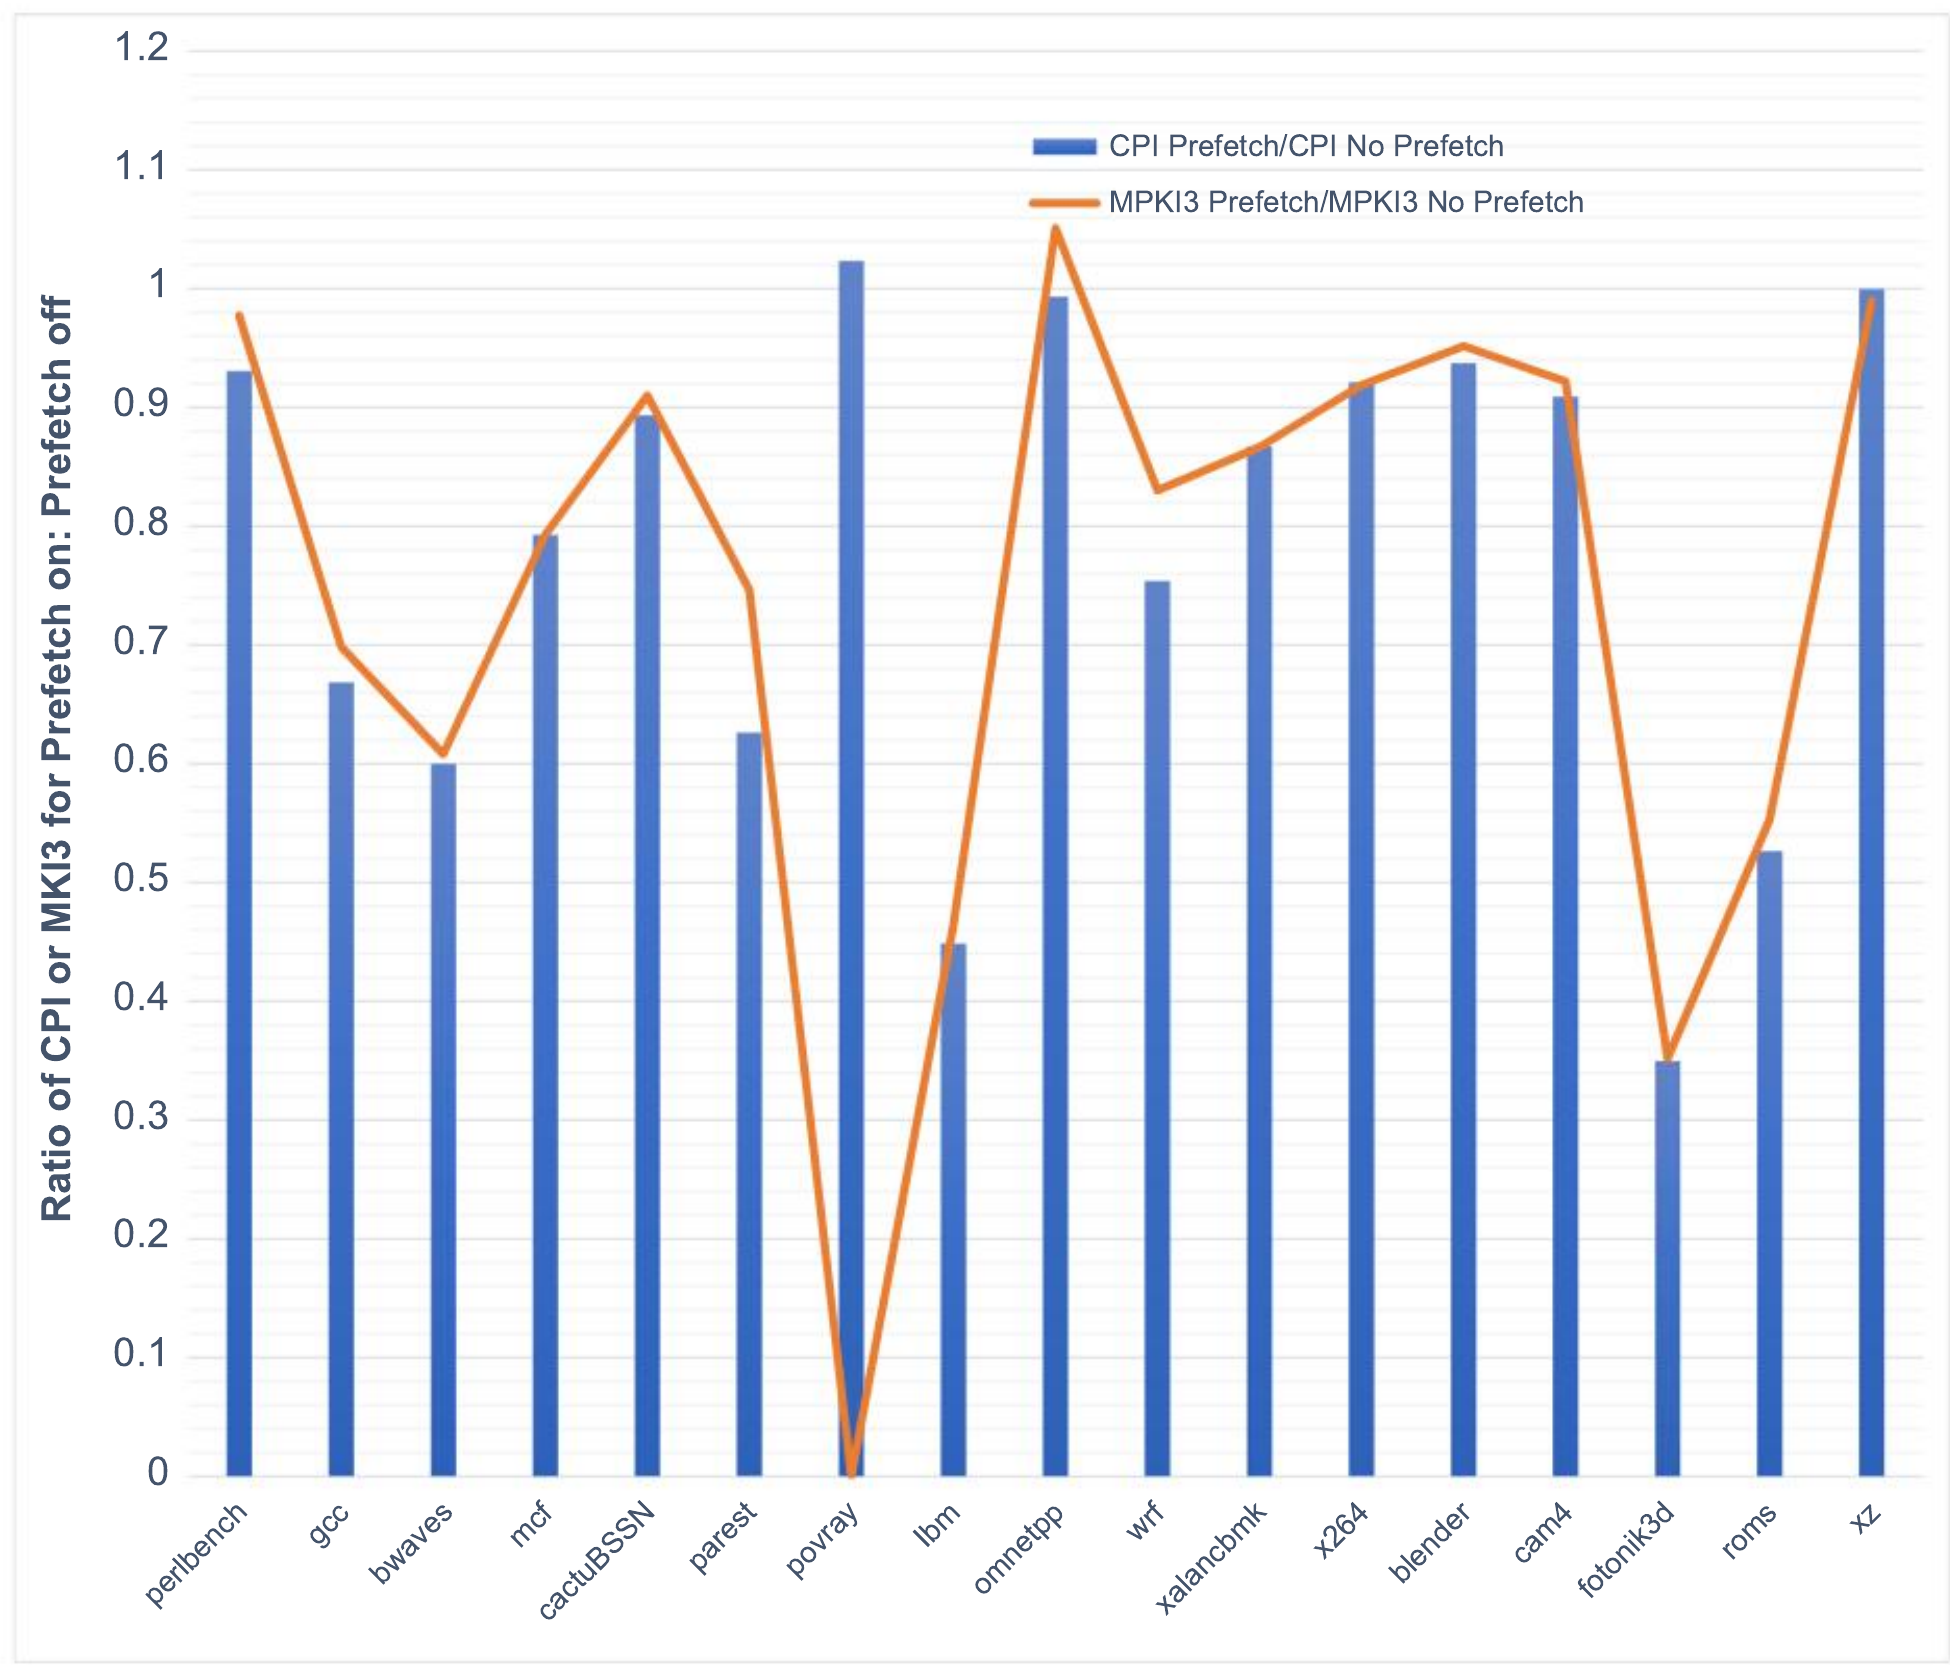 1.2
1.1
1
0.9
0.8
0.7
0.6
0.5
0.4
0.3
0.2
0.1
0
Ratio of CPI or MKI3 for Prefetch on: Prefetch off
CPI Prefetch/CPI No Prefetch
MPKI3 Prefetch/MPKI3 No Prefetch
perlbench
gcc
bwaves
mcf
cactuBSSN
parest
povray
lbm
omnetpp
wrf
xalancbmk
x264
blender
cam4
fotonik3d
roms
xz